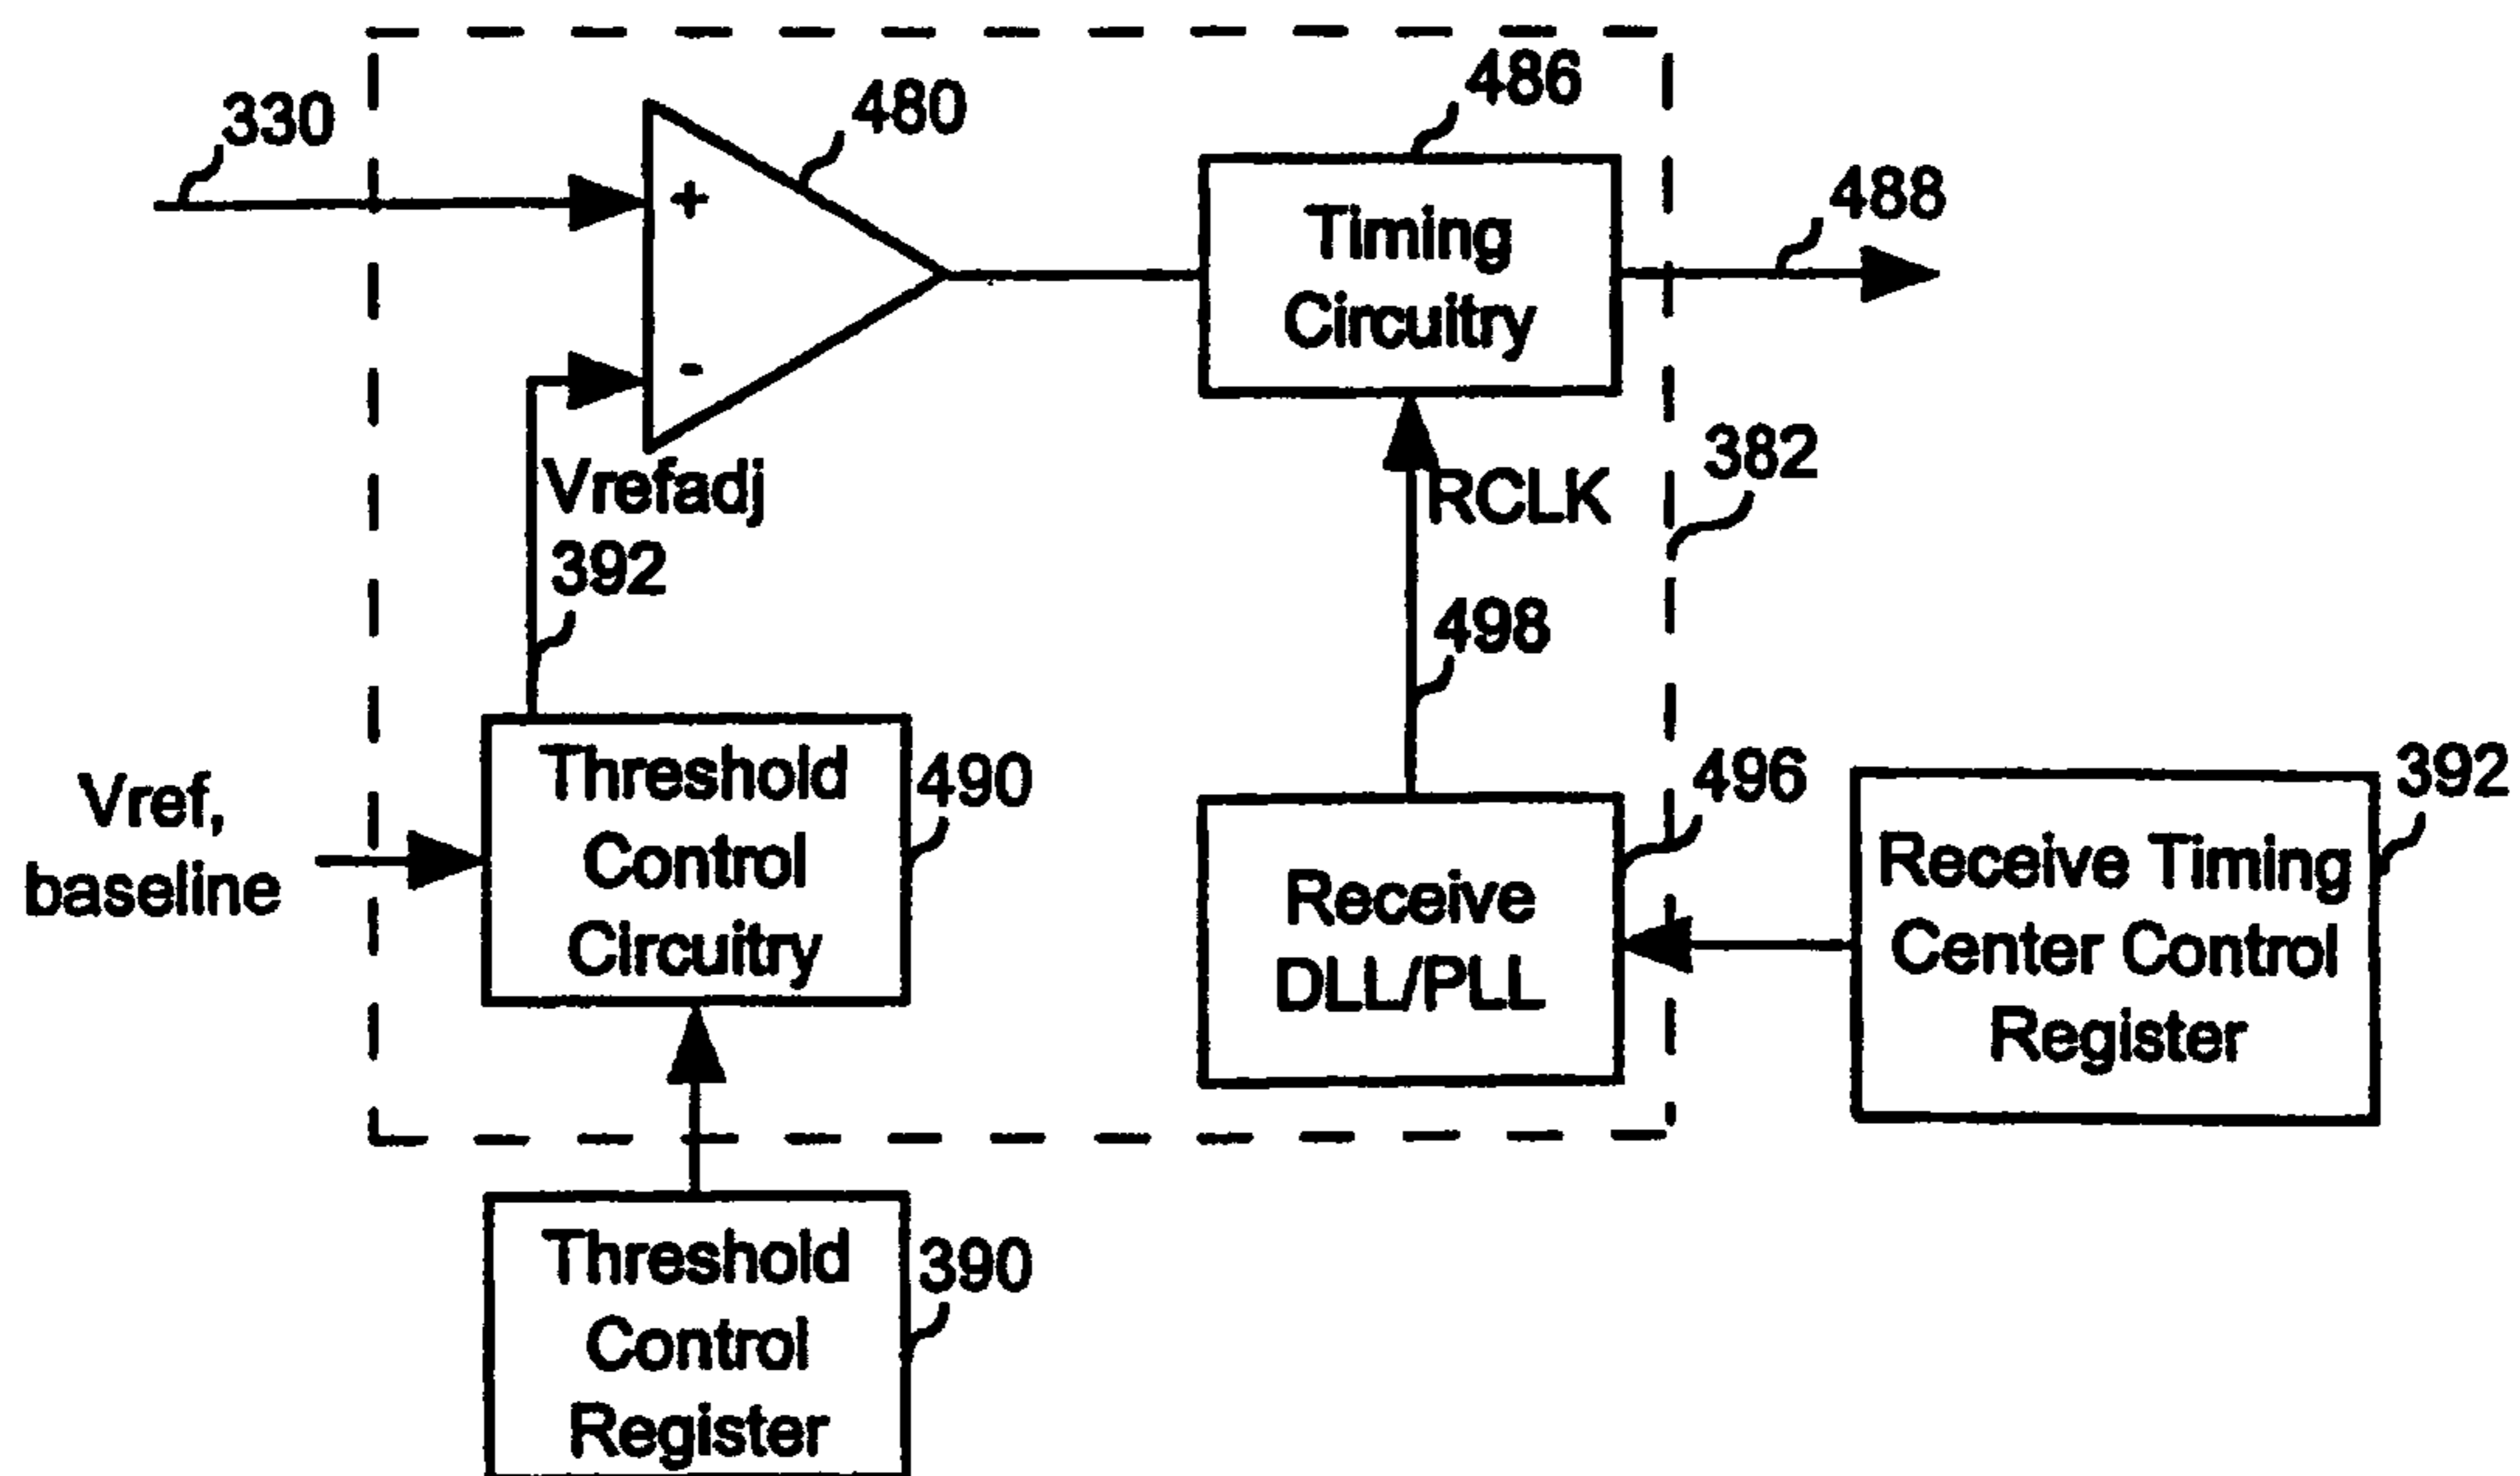 330
480
486
488
+
-
Timing
Circuitry
Vrefadj
392
RCLK
382
498
Vref,
baseline
Threshold
Control
Circuitry
490
Receive
DLL/PLL
496
Receive Timing
Center Control
Register
392
Threshold
Control
Register
390